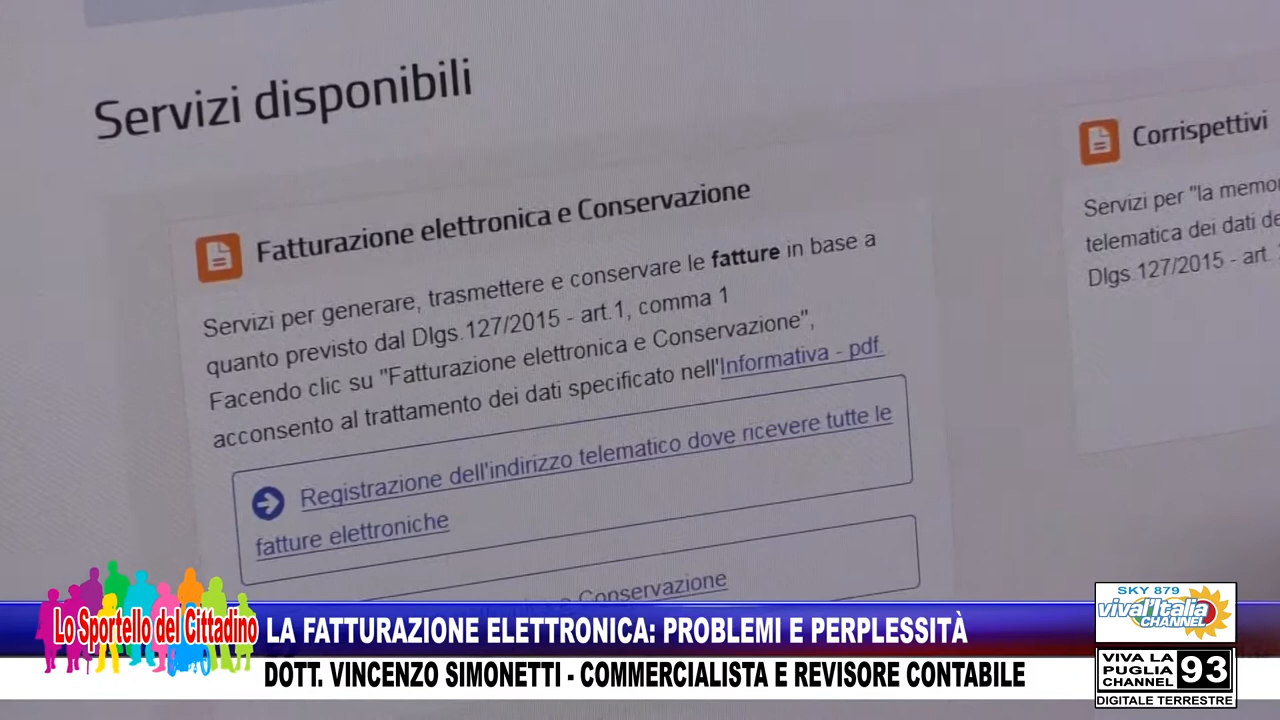 Servizi disponibili
Fatturazione elettronica e Conservazione
Servizi per generare, trasmettere e conservare le fatture in base a
quanto previsto dal Dlgs.127/2015 - art.1, comma 1
Facendo clic su "Fatturazione elettronica e Conservazione",
acconsento al trattamento dei dati specificato nell'Informativa - pdf.
Registrazione dell'indirizzo telematico dove ricevere tutte le
fatture elettroniche
e Conservazione
Corrispettivi
Servizi per "la
telematica dei dati
Dlgs.127/2015 - art.
Lo Sportello del Cittadino
LA FATTURAZIONE ELETTRONICA: PROBLEMI E PERPLESSITÀ
DOTT. VINCENZO SIMONETTI - COMMERCIALISTA E REVISORE CONTABILE
SKY 879
viva l'Italia
CHANNEL
VIVA LA
PUGLIA
CHANNEL
93
DIGITALE TERRESTRE